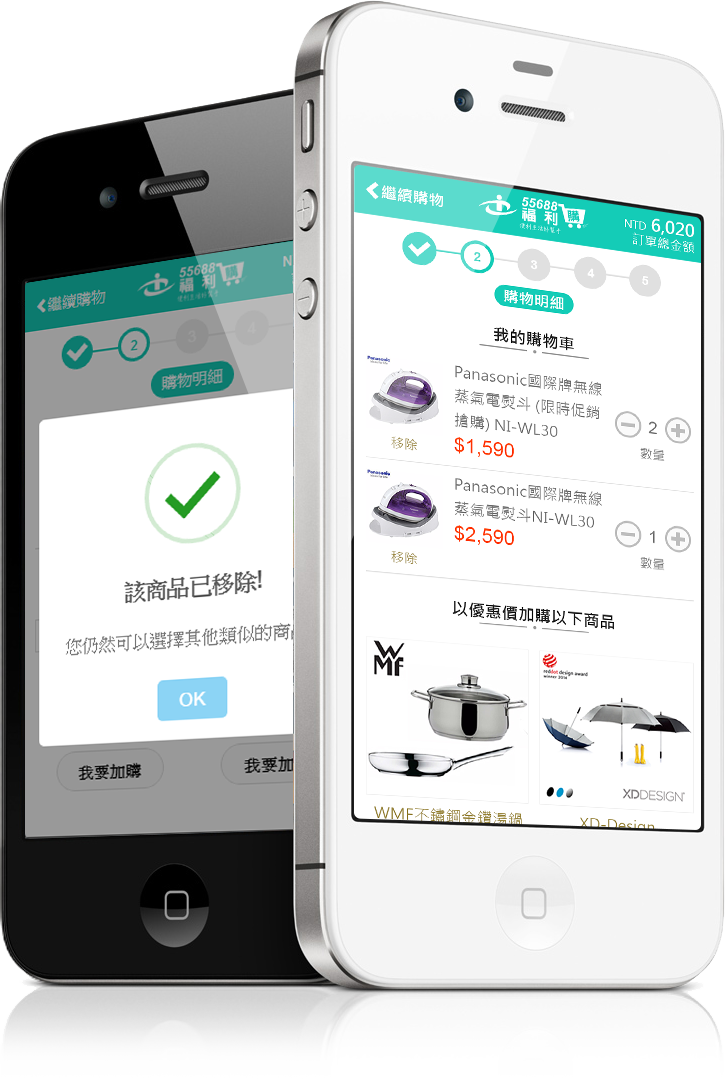 繼續購物
55688
福利購
便利生活好幫手
NTD 6,020
訂單總金額
2
3
4
5
購物明細
我的購物車
Panasonic
Panasonic國際牌無線
蒸氣電熨斗 (限時促銷
搶購) NI-WL30
$1,590
移除
2
數量
Panasonic
Panasonic國際牌無線
蒸氣電熨斗NI-WL30
$2,590
移除
1
數量
以優惠價加購以下商品
WMF
reddot design award
winner 2014
XDDESIGN
WMF不鏽鋼金鑽湯鍋
XD-Design
繼續購物
55688
福利購
便利生活好幫手
N
2
3
4
購物明細
該商品已移除!
您仍然可以選擇其他類似的商
OK
我要加購
我要加